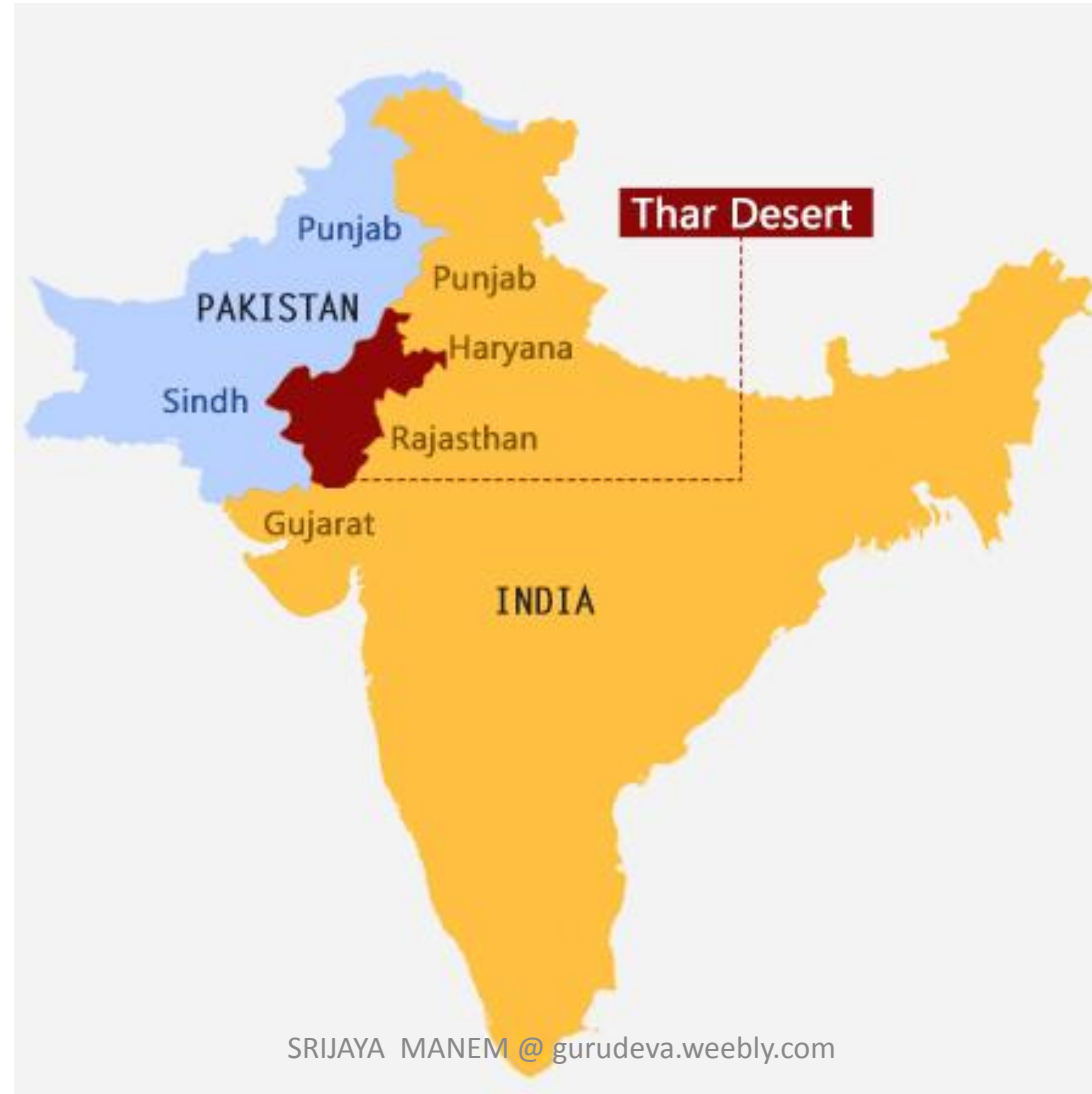 Thar Desert
Punjab
Punjab
PAKISTAN
Haryana
Sindh
Rajasthan
Gujarat
INDIA
SRIJAYA MANEM @ gurudeva.weebly.com